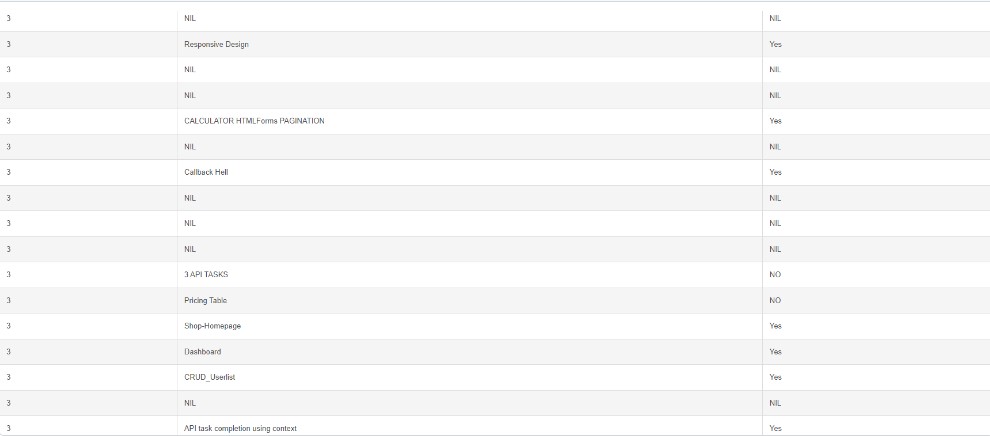 3 NIL NIL
3 Responsive Design Yes
3 NIL NIL
3 NIL NIL
3 CALCULATOR HTMLForms PAGINATION Yes
3 NIL NIL
3 Callback Hell Yes
3 NIL NIL
3 NIL NIL
3 NIL NIL
3 3 API TASKS NO
3 Pricing Table NO
3 Shop-Homepage Yes
3 Dashboard Yes
3 CRUD_Userlist Yes
3 NIL NIL
3 API task completion using context Yes